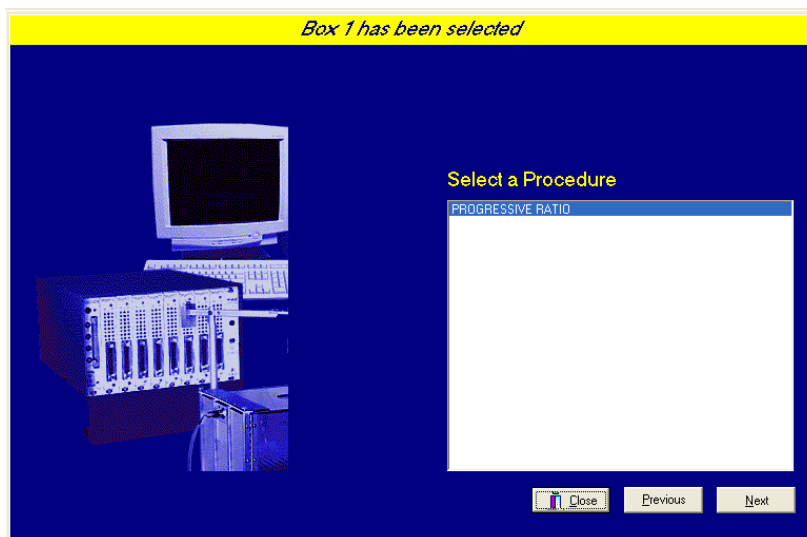 Box 1 has been selected
Select a Procedure
PROGRESSIVE RATIO
Close
Previous
Next